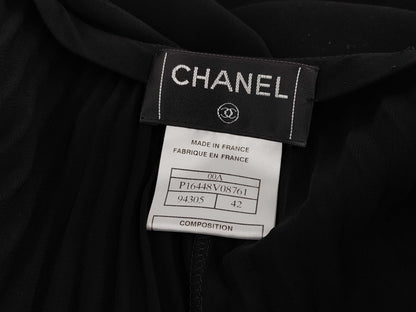 CHANEL
MADE IN FRANCE
FABRIQUE EN FRANCE
00A
P16448V08761
94305 42
COMPOSITION